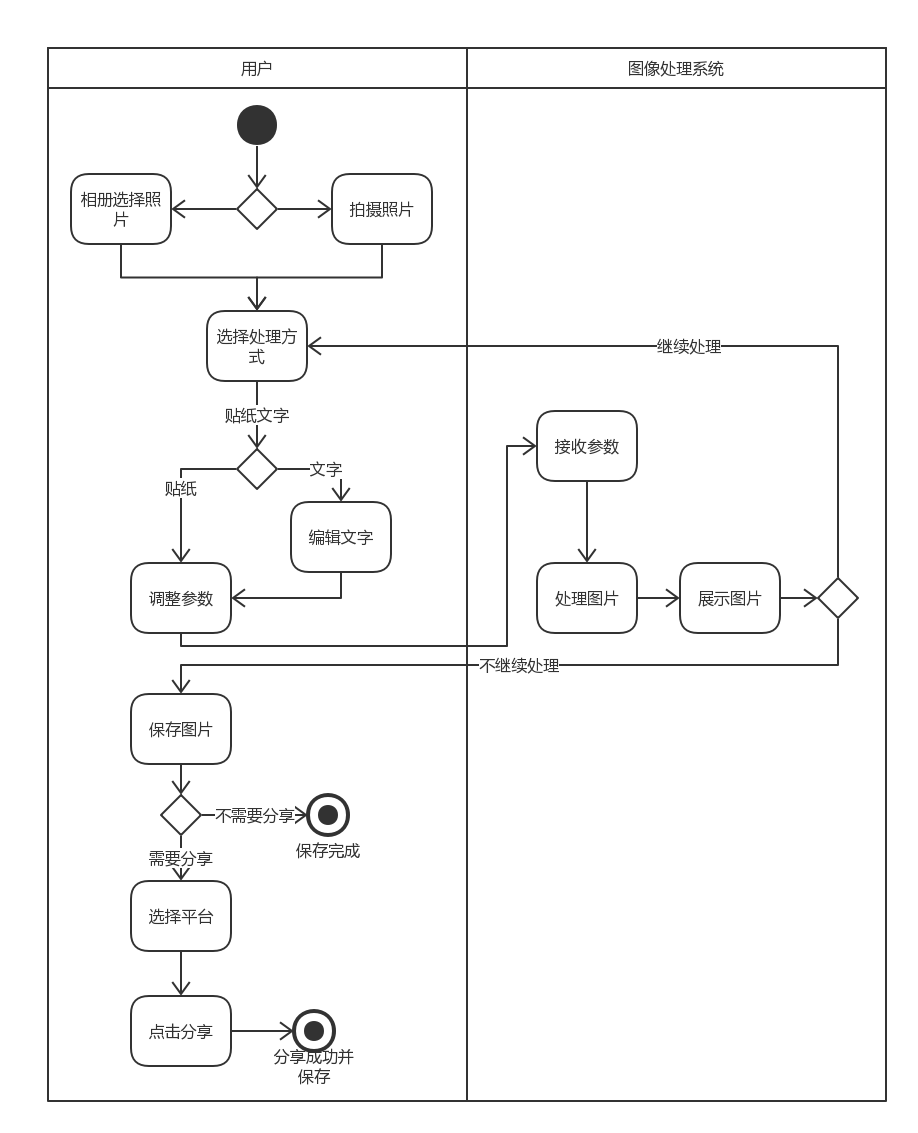 用户
图像处理系统
相册选择照
片
拍摄照片
选择处理方
式
继续处理
贴纸文字
接收参数
文字
贴纸
编辑文字
调整参数
处理图片
展示图片
不继续处理
保存图片
不需要分享
保存完成
需要分享
选择平台
点击分享
分享成功并
保存